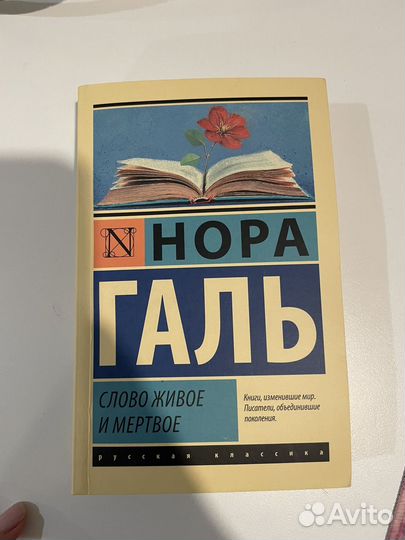 N
НОРА
ГАЛЬ
СЛОВО ЖИВОЕ
И МЕРТВОЕ
Книги, изменившие мир.
Писатели, объединившие
поколения.
русская классика
Avito